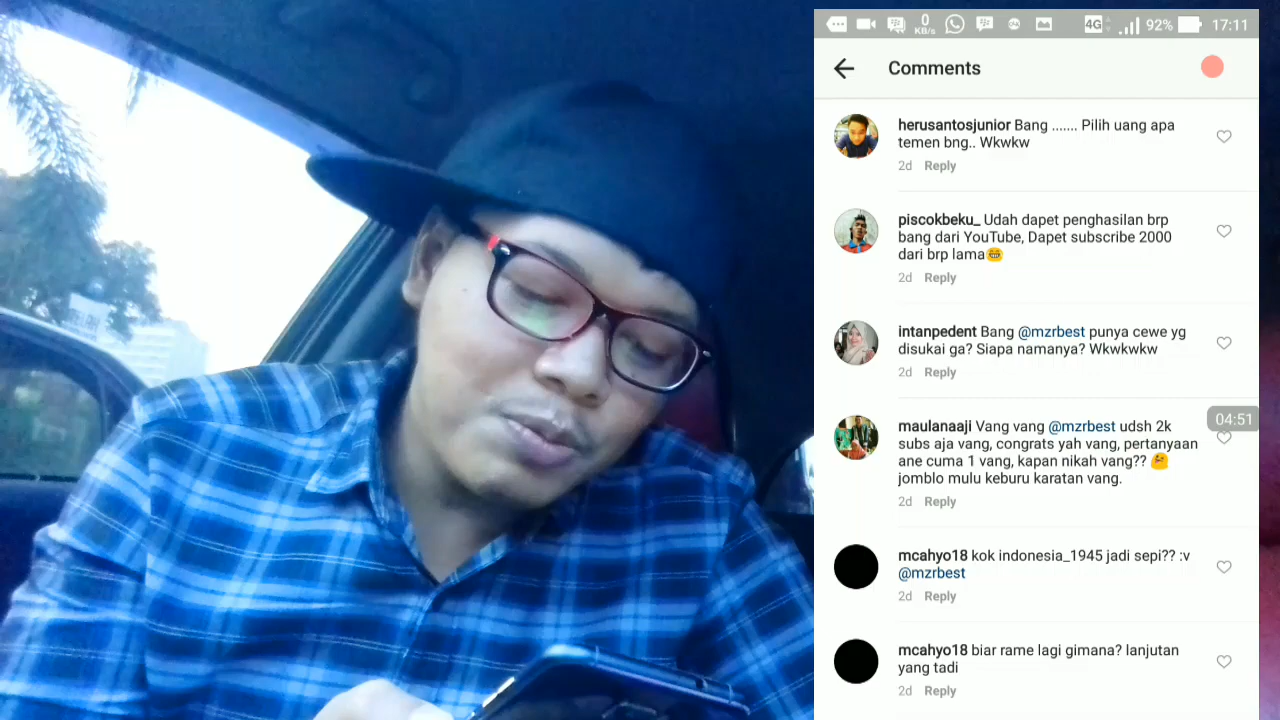 0
KB/s
4G
92%
17:11
Comments
herusantosjunior Bang ....... Pilih uang apa
temen bng.. Wkwkw
2d Reply
piscokbeku_ Udah dapet penghasilan brp
bang dari YouTube, Dapet subscribe 2000
dari brp lama😂
2d Reply
intanpedent Bang @mzrbest punya cewe yg
disukai ga? Siapa namanya? Wkwkwkw
2d Reply
04:51
maulanaaji Vang vang @mzrbest udsh 2k
subs aja vang, congrats yah vang, pertanyaan
ane cuma 1 vang, kapan nikah vang??
jomblo mulu keburu karatan vang.
2d Reply
mcahyo18 kok indonesia_1945 jadi sepi?? :v
@mzrbest
2d Reply
mcahyo18 biar rame lagi gimana? lanjutan
yang tadi
2d Reply